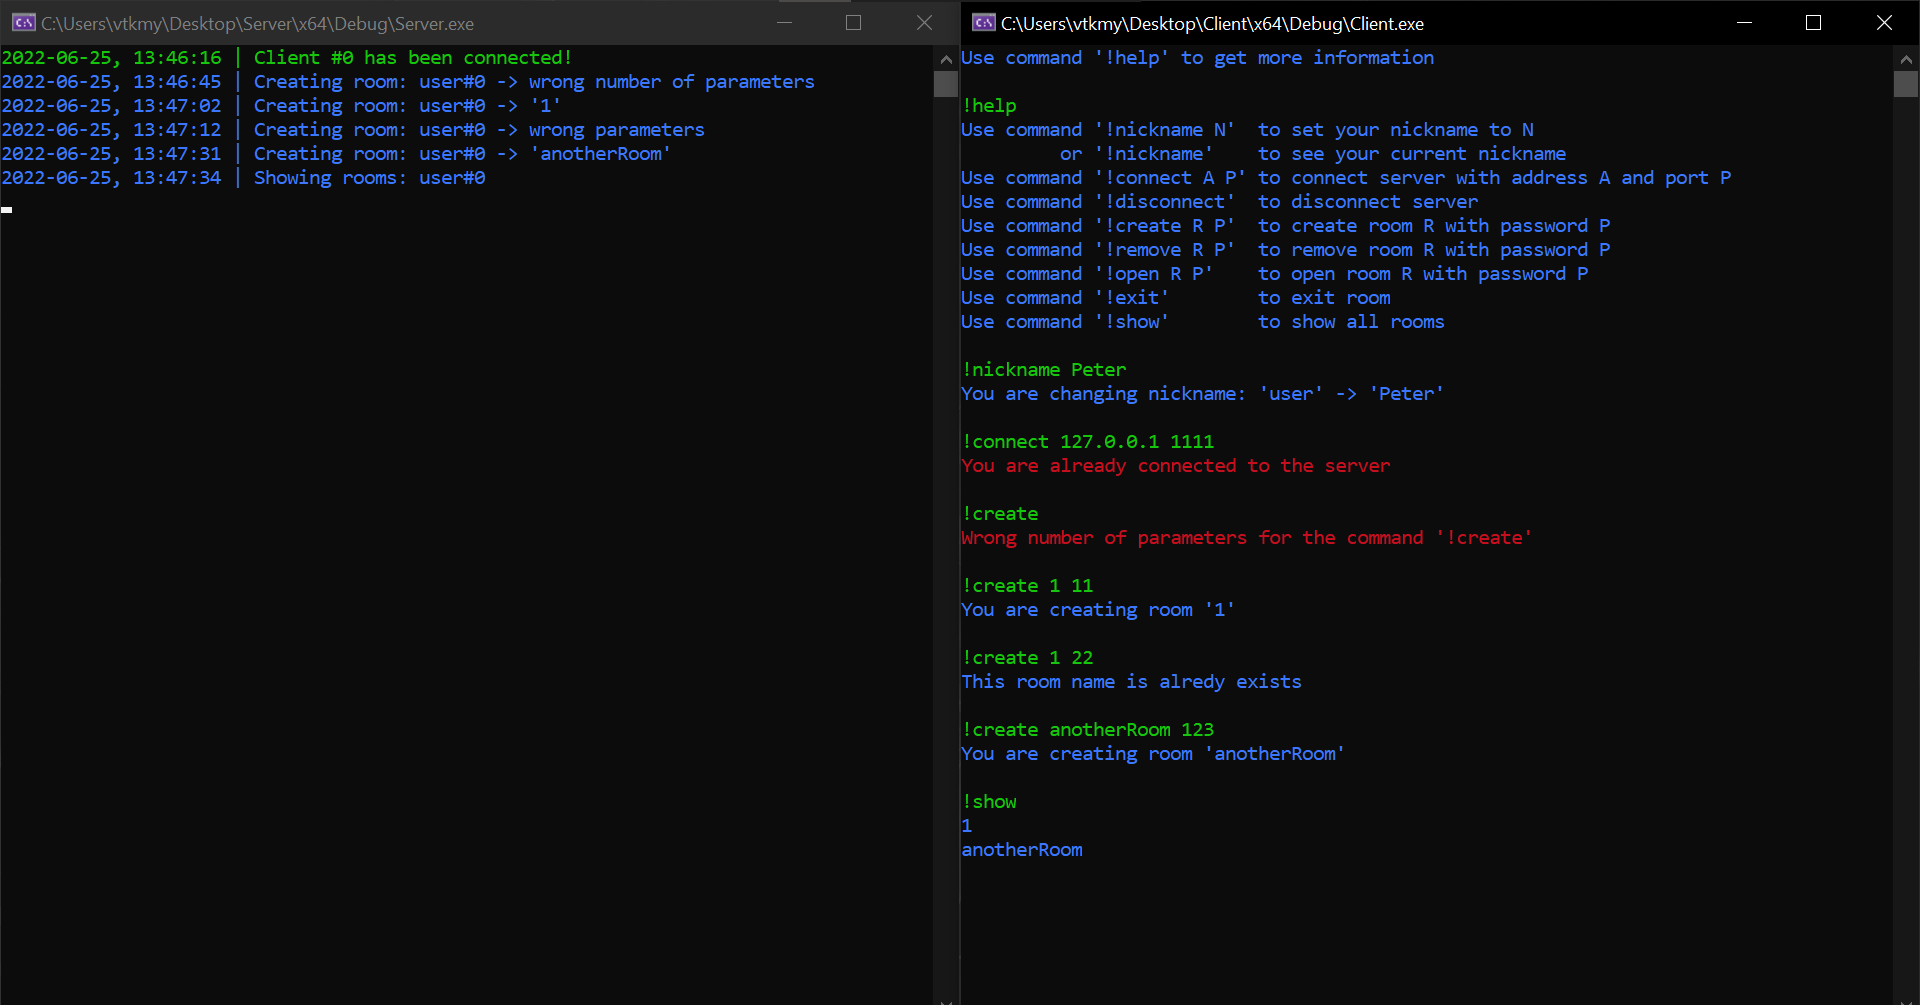 C:\Users\vtkmy\Desktop\Server\x64\Debug\Server.exe
2022-06-25, 13:46:16 | Client #0 has been connected!
2022-06-25, 13:46:45 | Creating room: user#0 -> wrong number of parameters
2022-06-25, 13:47:02 | Creating room: user#0 -> '1'
2022-06-25, 13:47:12 | Creating room: user#0 -> wrong parameters
2022-06-25, 13:47:31 | Creating room: user#0 -> 'anotherRoom'
2022-06-25, 13:47:34 | Showing rooms: user#0
C:\Users\vtkmy\Desktop\Client\x64\Debug\Client.exe
Use command '!help' to get more information
!help
Use command '!nickname N'  to set your nickname to N
         or '!nickname'    to see your current nickname
Use command '!connect A P' to connect server with address A and port P
Use command '!disconnect'  to disconnect server
Use command '!create R P'  to create room R with password P
Use command '!remove R P'  to remove room R with password P
Use command '!open R P'    to open room R with password P
Use command '!exit'        to exit room
Use command '!show'        to show all rooms
!nickname Peter
You are changing nickname: 'user' -> 'Peter'
!connect 127.0.0.1 1111
You are already connected to the server
!create
Wrong number of parameters for the command '!create'
!create 1 11
You are creating room '1'
!create 1 22
This room name is alredy exists
!create anotherRoom 123
You are creating room 'anotherRoom'
!show
1
anotherRoom